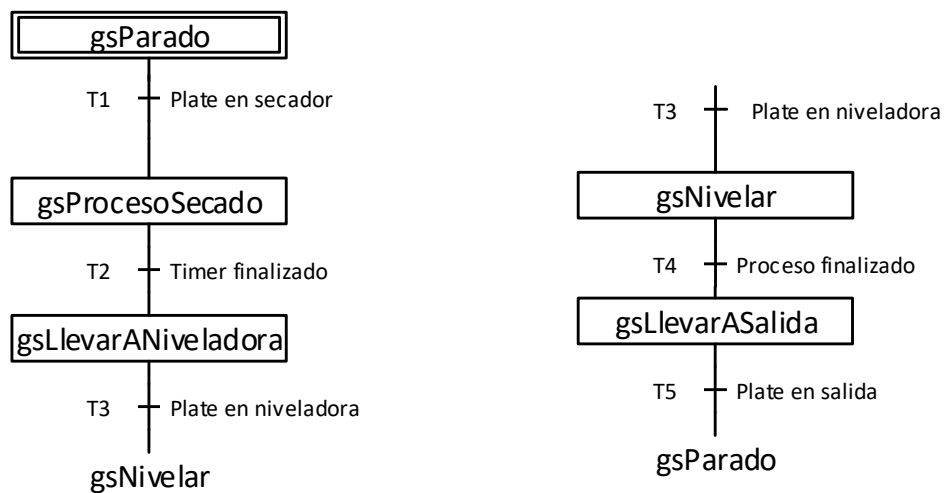 gsParado
T1 Plate en secador
gsProcesoSecado
T2 Timer finalizado
gsLlevarANiveladora
T3 Plate en niveladora
gsNivelar
T3 Plate en niveladora
gsNivelar
T4 Proceso finalizado
gsLlevarASalida
T5 Plate en salida
gsParado